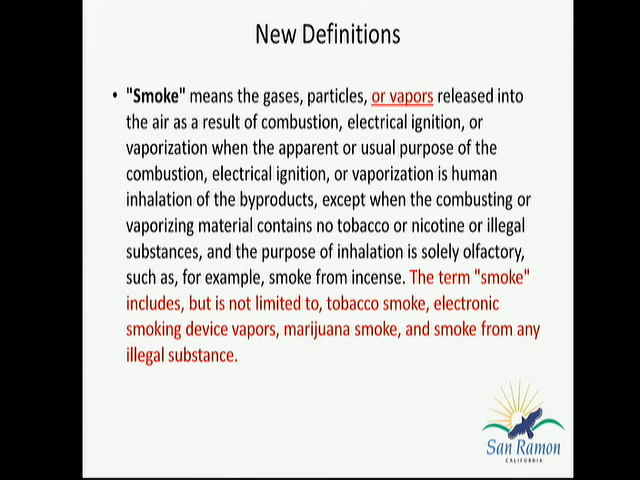 New Definitions
• "Smoke" means the gases, particles, or vapors released into
the air as a result of combustion, electrical ignition, or
vaporization when the apparent or usual purpose of the
combustion, electrical ignition, or vaporization is human
inhalation of the byproducts, except when the combusting or
vaporizing material contains no tobacco or nicotine or illegal
substances, and the purpose of inhalation is solely olfactory,
such as, for example, smoke from incense. The term "smoke"
includes, but is not limited to, tobacco smoke, electronic
smoking device vapors, marijuana smoke, and smoke from any
illegal substance.
San Ramon
CALIFORNIA